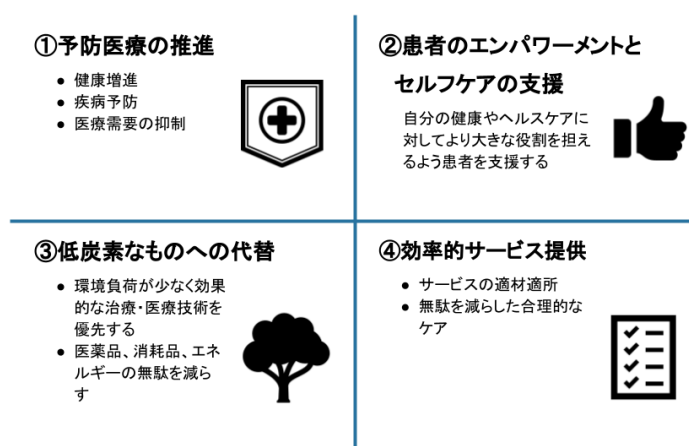 ①予防医療の推進
● 健康増進
● 疾病予防
● 医療需要の抑制
②患者のエンパワーメントと
セルフケアの支援
自分の健康やヘルスケアに
対してより大きな役割を担え
るよう患者を支援する
③低炭素なものへの代替
● 環境負荷が少なく効果
的な治療・医療技術を
優先する
● 医薬品、消耗品、エネ
ルギーの無駄を減ら
す
④効率的サービス提供
● サービスの適材適所
● 無駄を減らした合理的な
ケア